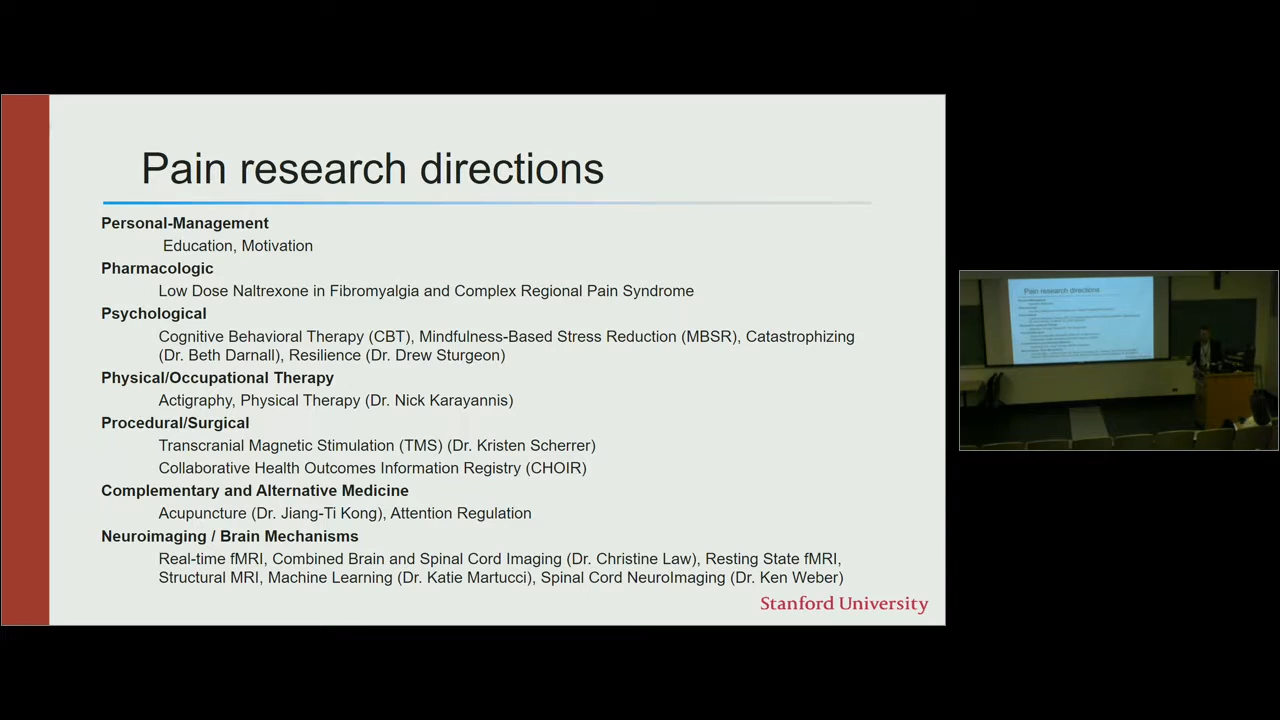 Pain research directions
Personal-Management
Education, Motivation
Pharmacologic
Low Dose Naltrexone in Fibromyalgia and Complex Regional Pain Syndrome
Psychological
Cognitive Behavioral Therapy (CBT), Mindfulness-Based Stress Reduction (MBSR), Catastrophizing
(Dr. Beth Darnall), Resilience (Dr. Drew Sturgeon)
Physical/Occupational Therapy
Actigraphy, Physical Therapy (Dr. Nick Karayannis)
Procedural/Surgical
Transcranial Magnetic Stimulation (TMS) (Dr. Kristen Scherrer)
Collaborative Health Outcomes Information Registry (CHOIR)
Complementary and Alternative Medicine
Acupuncture (Dr. Jiang-Ti Kong), Attention Regulation
Neuroimaging / Brain Mechanisms
Real-time fMRI, Combined Brain and Spinal Cord Imaging (Dr. Christine Law), Resting State fMRI,
Structural MRI, Machine Learning (Dr. Katie Martucci), Spinal Cord NeuroImaging (Dr. Ken Weber)
Stanford University
Pain research directions